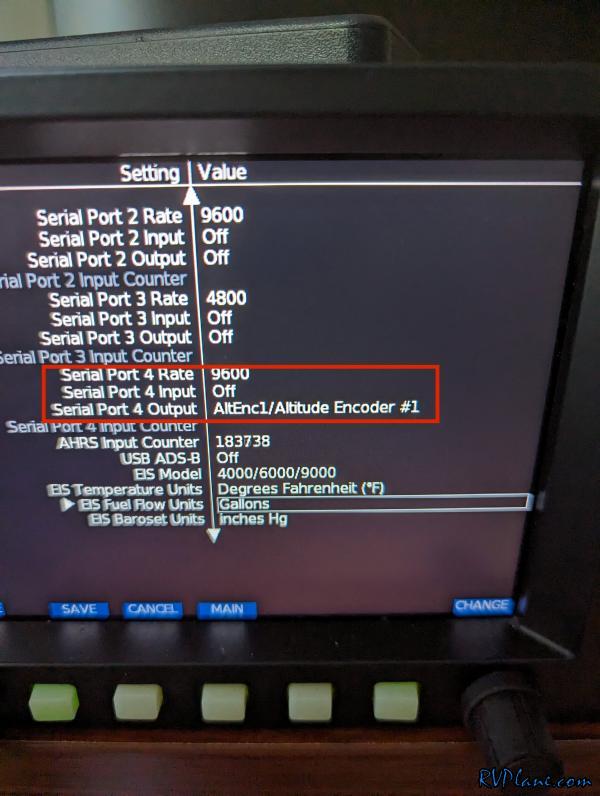 Setting Value
Serial Port 2 Rate 9600
Serial Port 2 Input Off
Serial Port 2 Output Off
rial Port 2 Input Counter
Serial Port 3 Rate 4800
Serial Port 3 Input Off
Serial Port 3 Output Off
Serial Port 3 Input Counter
Serial Port 4 Rate 9600
Serial Port 4 Input Off
Serial Port 4 Output AltEnc1/Altitude Encoder #1
Serial Port 4 Input Counter
AHRS Input Counter 183738
USB ADS-B Off
EIS Model 4000/6000/9000
EIS Temperature Units Degrees Fahrenheit (°F)
EIS Fuel Flow Units Gallons
EIS Baroset Units inches Hg
E SAVE CANCEL MAIN CHANGE
RVPlane.com